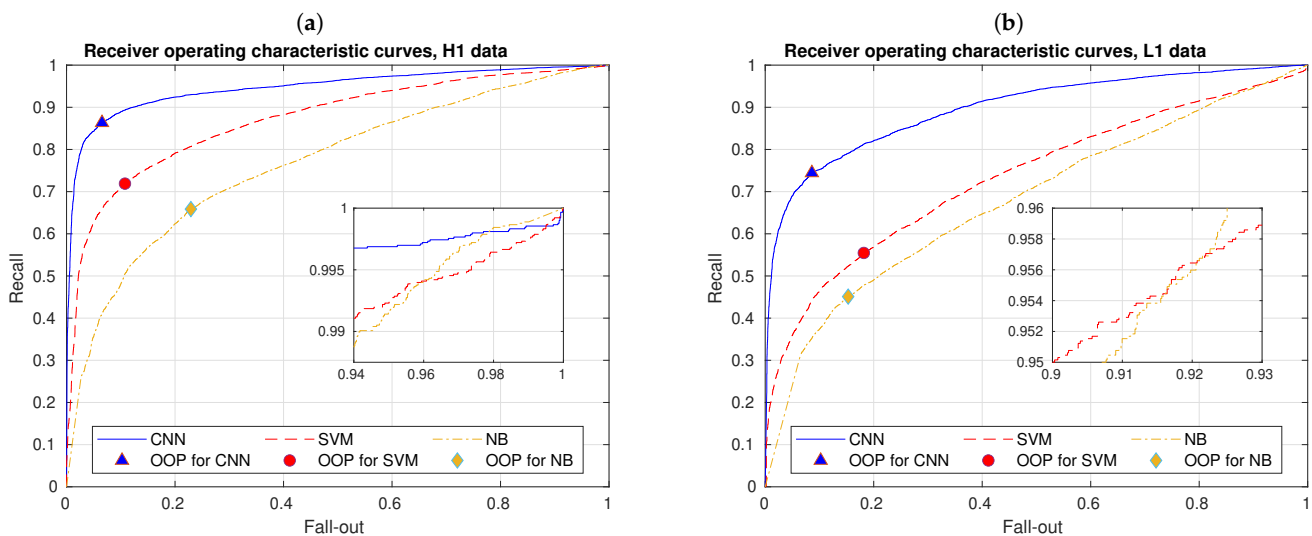 (a)
Receiver operating characteristic curves, H1 data
1
0.9
0.8
0.7
0.6
0.5
0.4
0.3
0.2
0.1
0
Recall
0 0.2 0.4 0.6 0.8 1
Fall-out
1
0.995
0.99
0.94 0.96 0.98 1
CNN SVM NB
OOP for CNN OOP for SVM OOP for NB
(b)
Receiver operating characteristic curves, L1 data
1
0.9
0.8
0.7
0.6
0.5
0.4
0.3
0.2
0.1
0
Recall
0 0.2 0.4 0.6 0.8 1
Fall-out
0.96
0.958
0.956
0.954
0.952
0.95
0.9 0.91 0.92 0.93
CNN SVM NB
OOP for CNN OOP for SVM OOP for NB